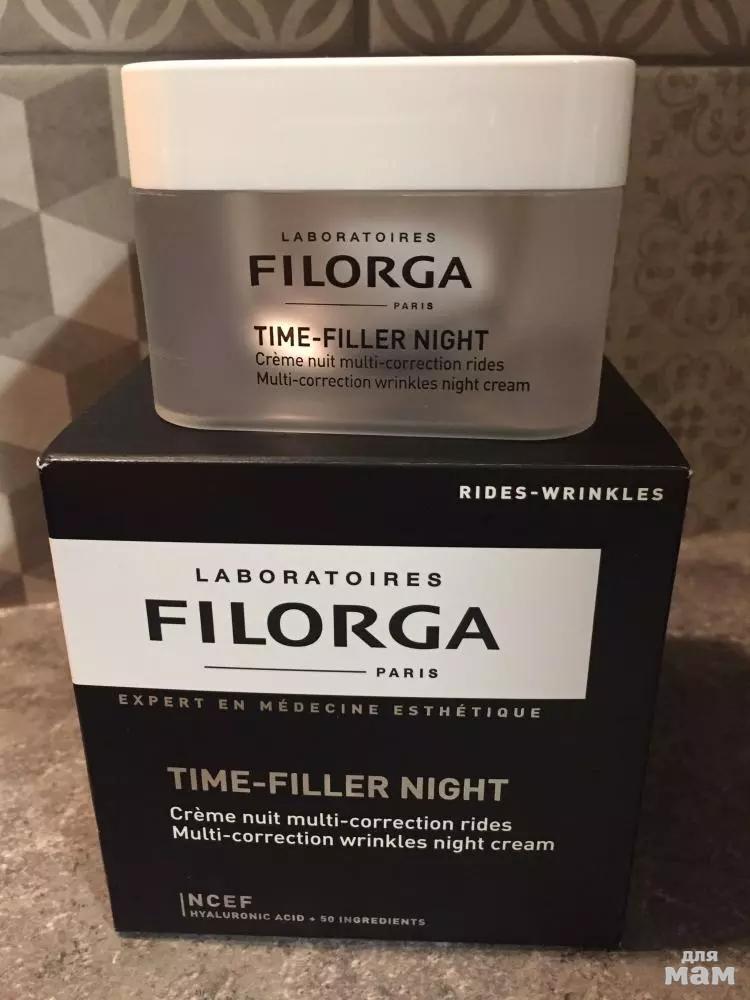 LABORATOIRES
FILORGA
PARIS
TIME-FILLER NIGHT
Crème nuit multi-correction rides
Multi-correction wrinkles night cream
RIDES-WRINKLES
LABORATOIRES
FILORGA
PARIS
EXPERT EN MÉDECINE ESTHÉTIQUE
TIME-FILLER NIGHT
Crème nuit multi-correction rides
Multi-correction wrinkles night cream
NCEF
HYALURONIC ACID + 50 INGREDIENTS
для
мам